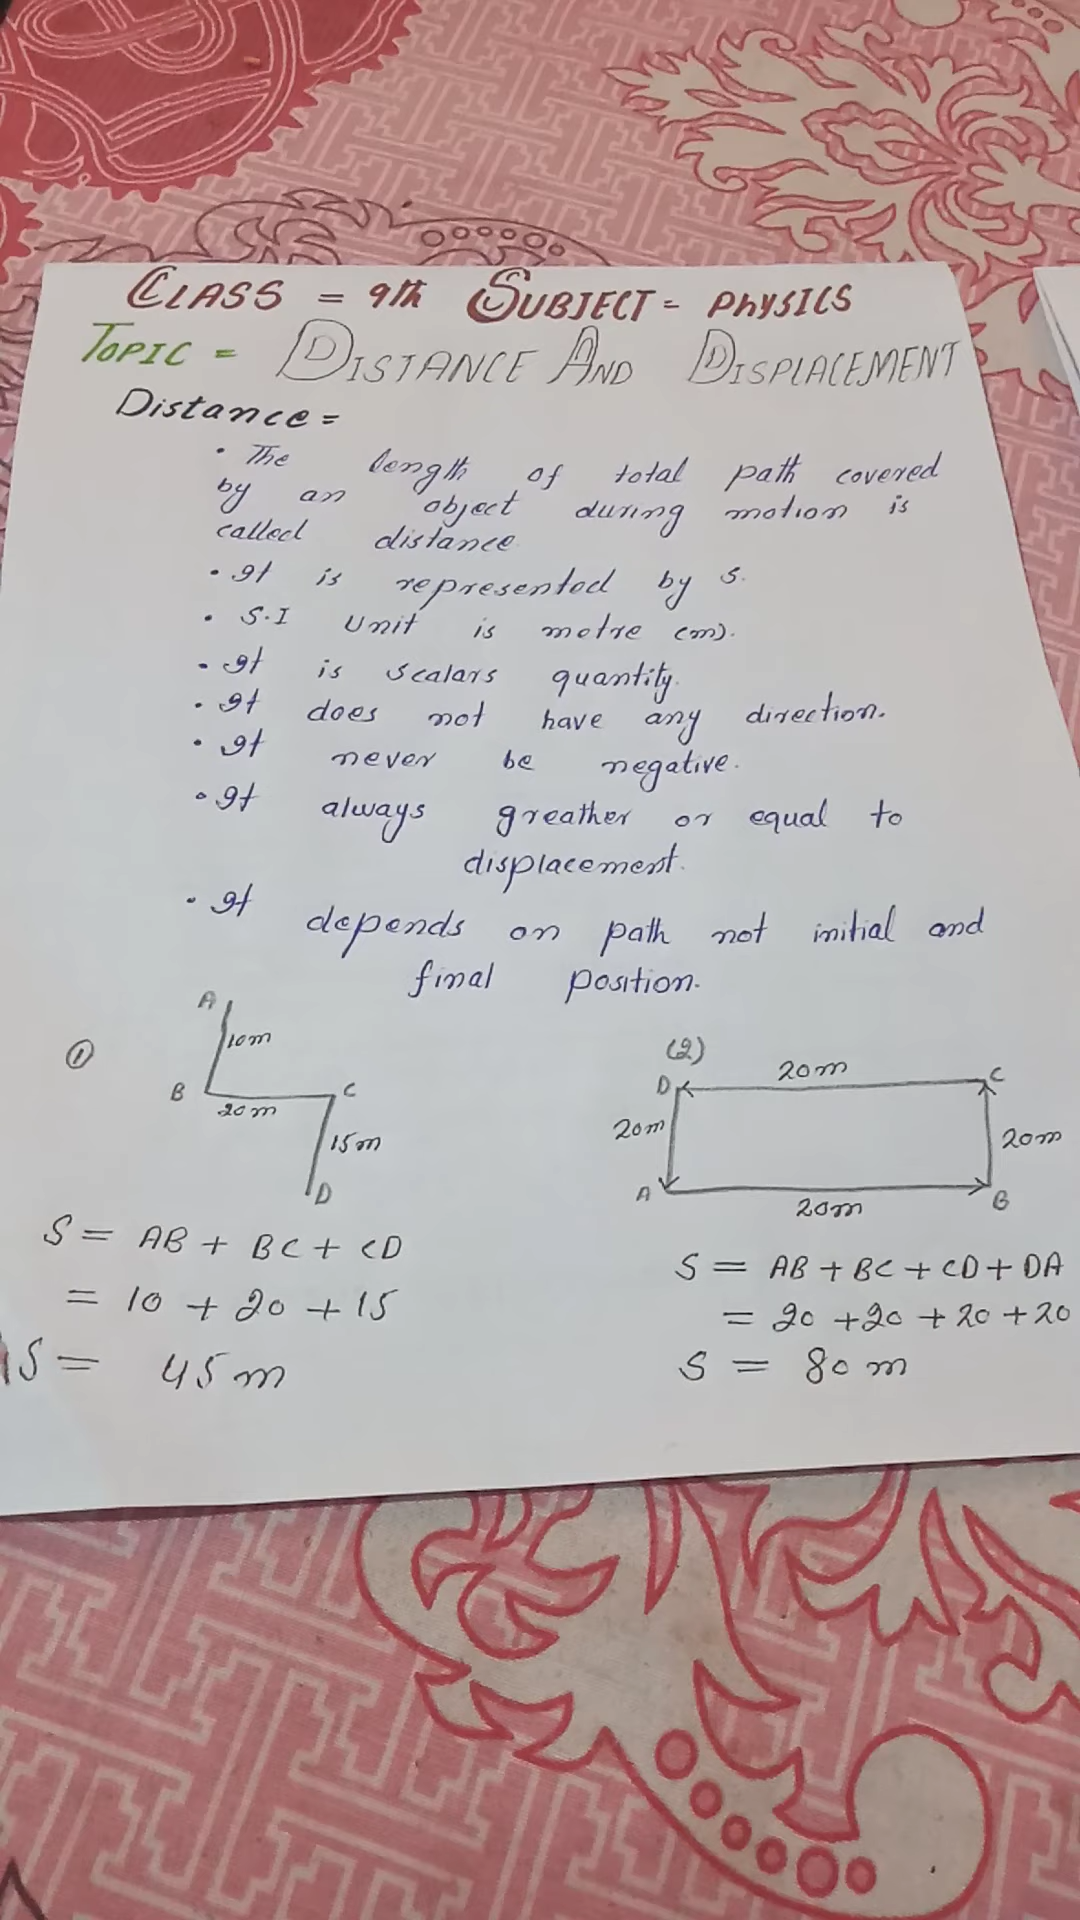 CLASS = 9th SUBJECT = PhYSICS
TOPIC = DISTANCE AND DISPLACEMENT
Distance =
• The length of total path covered
by an object during motion is
called distance
• It is represented by s.
• S.I Unit is metre (m).
• It is scalars quantity.
• It does not have any direction.
• It never be negative.
• It always greather or equal to
displacement.
• It depends on path not initial and
final position.
① 
A
10m
B
20m
C
15m
D
S = AB + BC + CD
= 10 + 20 + 15
S = 45m
(2)
D 20m C
20m 20m
A 20m B
S = AB + BC + CD + DA
= 20 + 20 + 20 + 20
S = 80 m